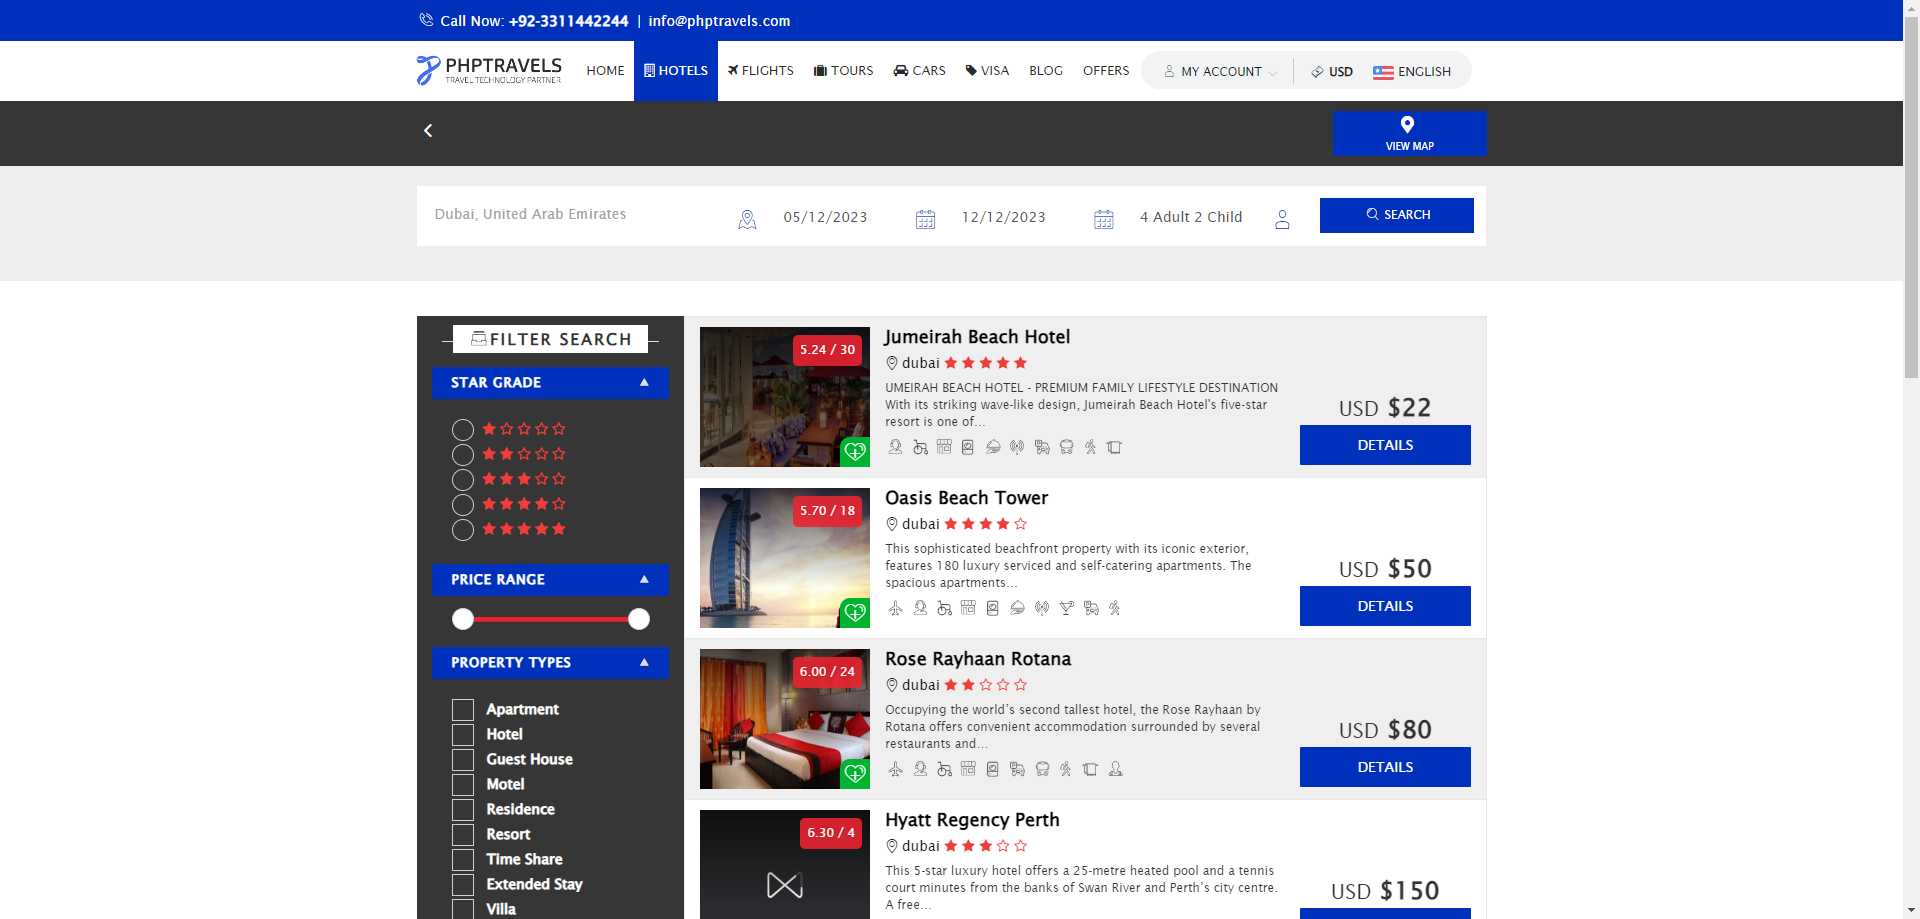 Call Now: +92-3311442244 | info@phptravels.com
PHPTRAVELS
TRAVEL TECHNOLOGY PARTNER
HOME HOTELS FLIGHTS TOURS CARS VISA BLOG OFFERS MY ACCOUNT USD ENGLISH
VIEW MAP
Dubai, United Arab Emirates 05/12/2023 12/12/2023 4 Adult 2 Child SEARCH
FILTER SEARCH
STAR GRADE
PRICE RANGE
PROPERTY TYPES
Apartment
Hotel
Guest House
Motel
Residence
Resort
Time Share
Extended Stay
Villa
5.24 / 30
Jumeirah Beach Hotel
dubai
UMEIRAH BEACH HOTEL - PREMIUM FAMILY LIFESTYLE DESTINATION
With its striking wave-like design, Jumeirah Beach Hotel's five-star
resort is one of...
USD $22
DETAILS
5.70 / 18
Oasis Beach Tower
dubai
This sophisticated beachfront property with its iconic exterior,
features 180 luxury serviced and self-catering apartments. The
spacious apartments...
USD $50
DETAILS
6.00 / 24
Rose Rayhaan Rotana
dubai
Occupying the world’s second tallest hotel, the Rose Rayhaan by
Rotana offers convenient accommodation surrounded by several
restaurants and...
USD $80
DETAILS
6.30 / 4
Hyatt Regency Perth
dubai
This 5-star luxury hotel offers a 25-metre heated pool and a tennis
court minutes from the banks of Swan River and Perth’s city centre.
A free...
USD $150